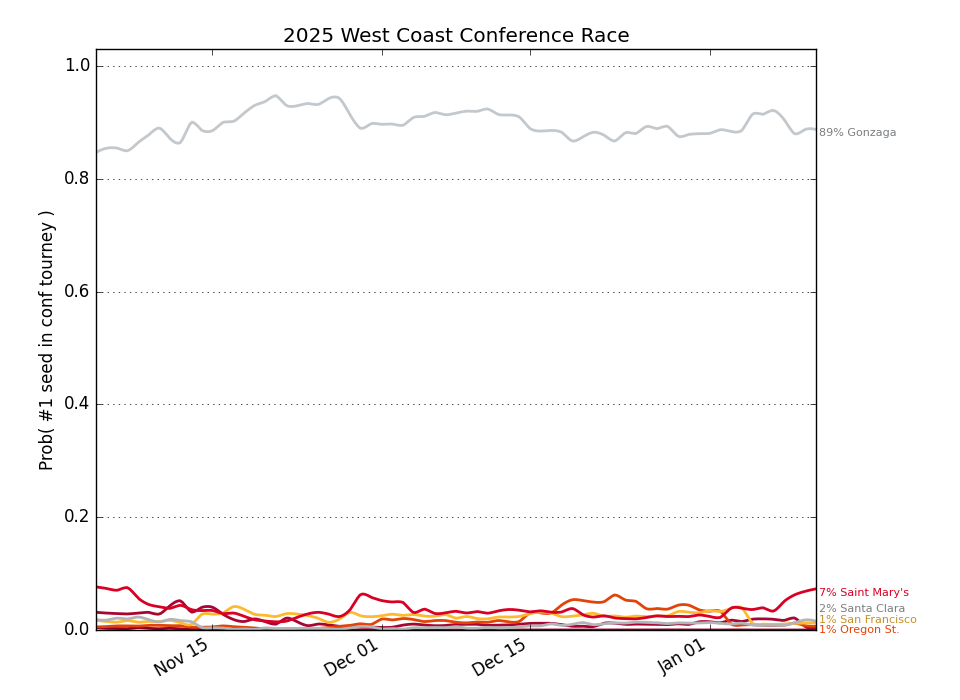 2025 West Coast Conference Race
Prob( #1 seed in conf tourney )
1.0
0.8
0.6
0.4
0.2
0.0
Nov 15
Dec 01
Dec 15
Jan 01
89% Gonzaga
7% Saint Mary's
2% Santa Clara
1% San Francisco
1% Oregon St.